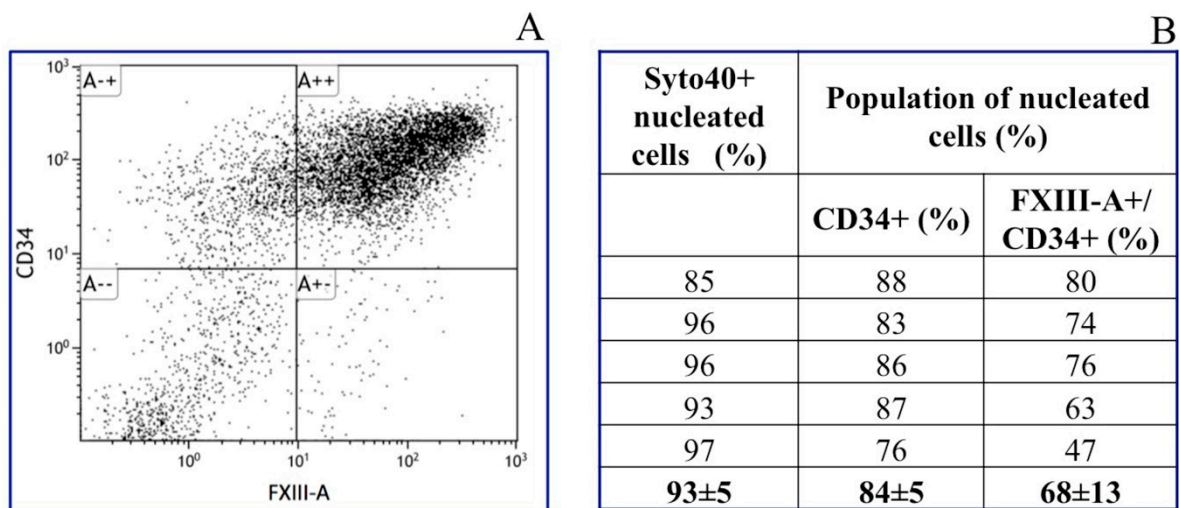 A
B
10³
A-+
A++
10²
CD34
10¹
A--
A+-
10⁰
10⁰
10¹
10²
10³
FXIII-A
Syto40+
nucleated
cells (%)
Population of nucleated
cells (%)
CD34+ (%)
FXIII-A+/
CD34+ (%)
85 88 80
96 83 74
96 86 76
93 87 63
97 76 47
93±5 84±5 68±13